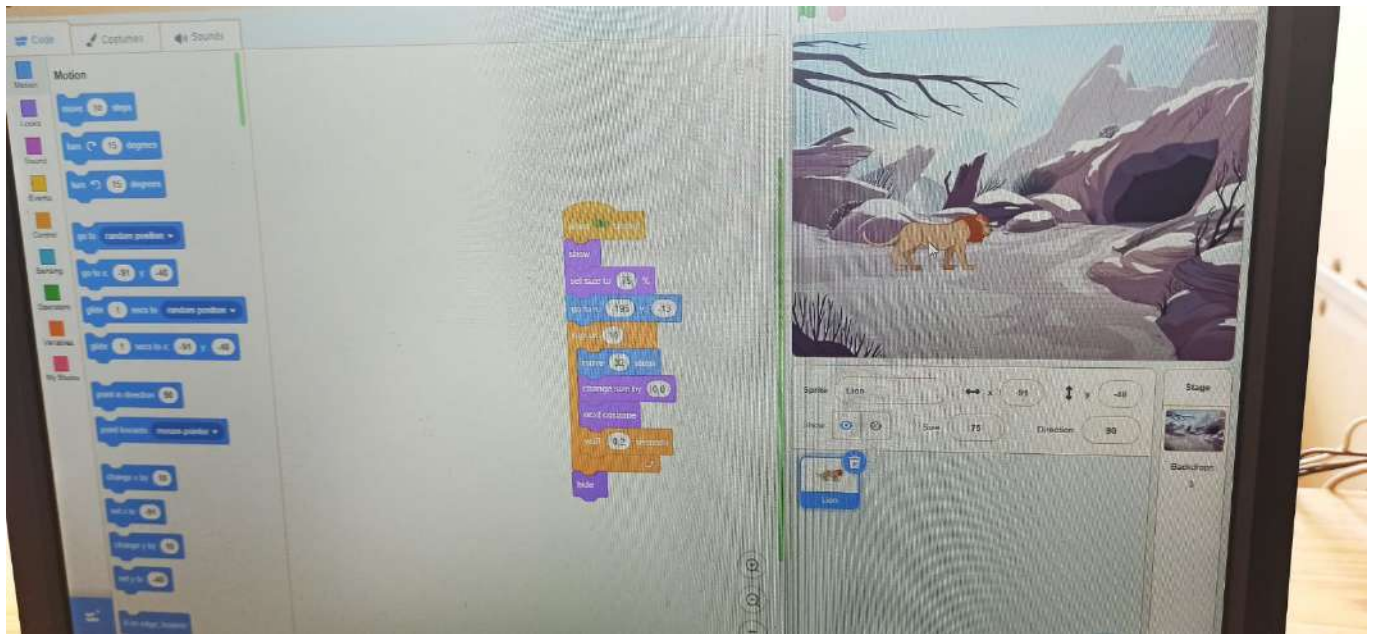 Code
Costumes
Sounds
Motion
Motion
move 10 steps
Looks
turn 15 degrees
Sound
turn 15 degrees
Events
Control
go to random position
Sensing
go to x: -91 y: -40
Operators
glide 1 secs to random position
Variables
glide 1 secs to x: -91 y: -40
My Blocks
point in direction 90
point towards mouse-pointer
change x by 10
set x to -91
change y by 10
set y to -40
if on edge, bounce
show
set size to 75 %
go to x: -195 y: -13
move 30 steps
change size by
next costume
wait 0,2 seconds
hide
Sprite Lion x -91 y -40
Size 75 Direction 90
Lion
Stage
Backdrops